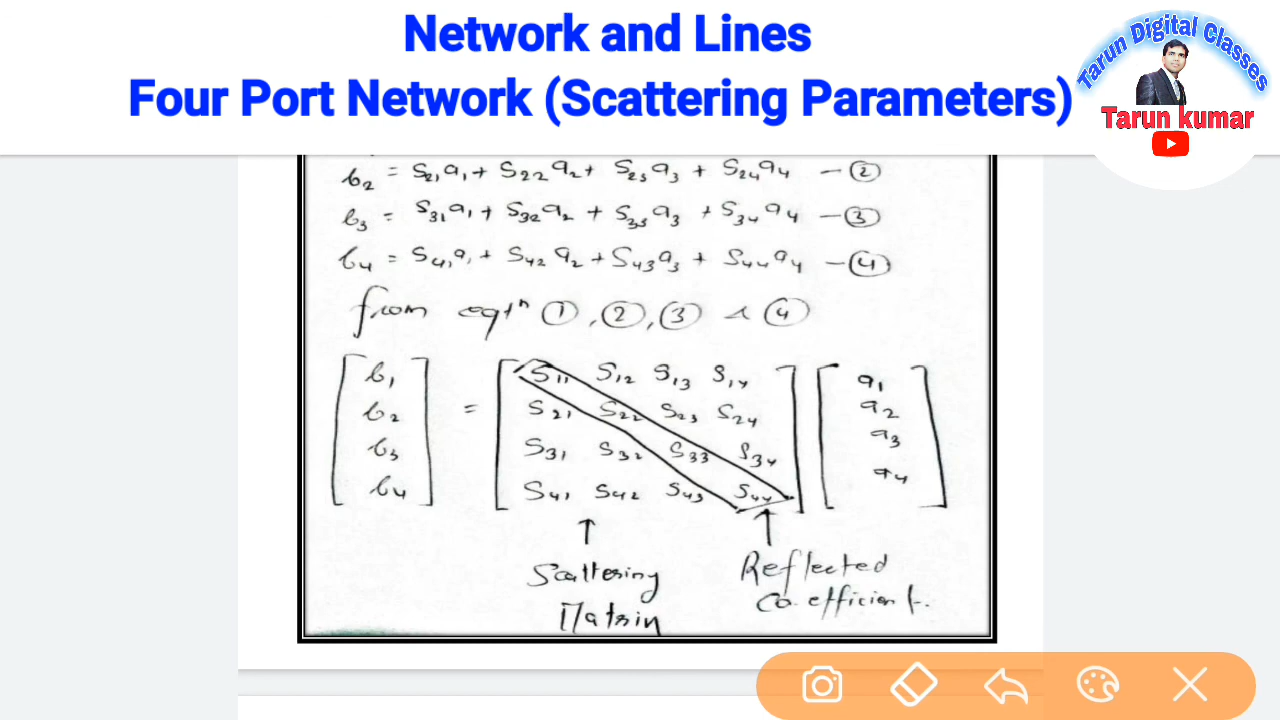 Network and Lines
Four Port Network (Scattering Parameters)
Tarun Digital Classes
Tarun kumar
b₂ = S₂₁a₁ + S₂₂a₂ + S₂₃a₃ + S₂₄a₄ — ②
b₃ = S₃₁a₁ + S₃₂a₂ + S₃₃a₃ + S₃₄a₄ — ③
b₄ = S₄₁a₁ + S₄₂a₂ + S₄₃a₃ + S₄₄a₄ — ④
from eqtⁿ ①, ②, ③ & ④
[b₁] [S₁₁ S₁₂ S₁₃ S₁₄] [a₁]
[b₂] = [S₂₁ S₂₂ S₂₃ S₂₄] [a₂]
[b₃] [S₃₁ S₃₂ S₃₃ S₃₄] [a₃]
[b₄] [S₄₁ S₄₂ S₄₃ S₄₄] [a₄]
↑ ↑
Scattering Reflected
Matrix Co-efficient.